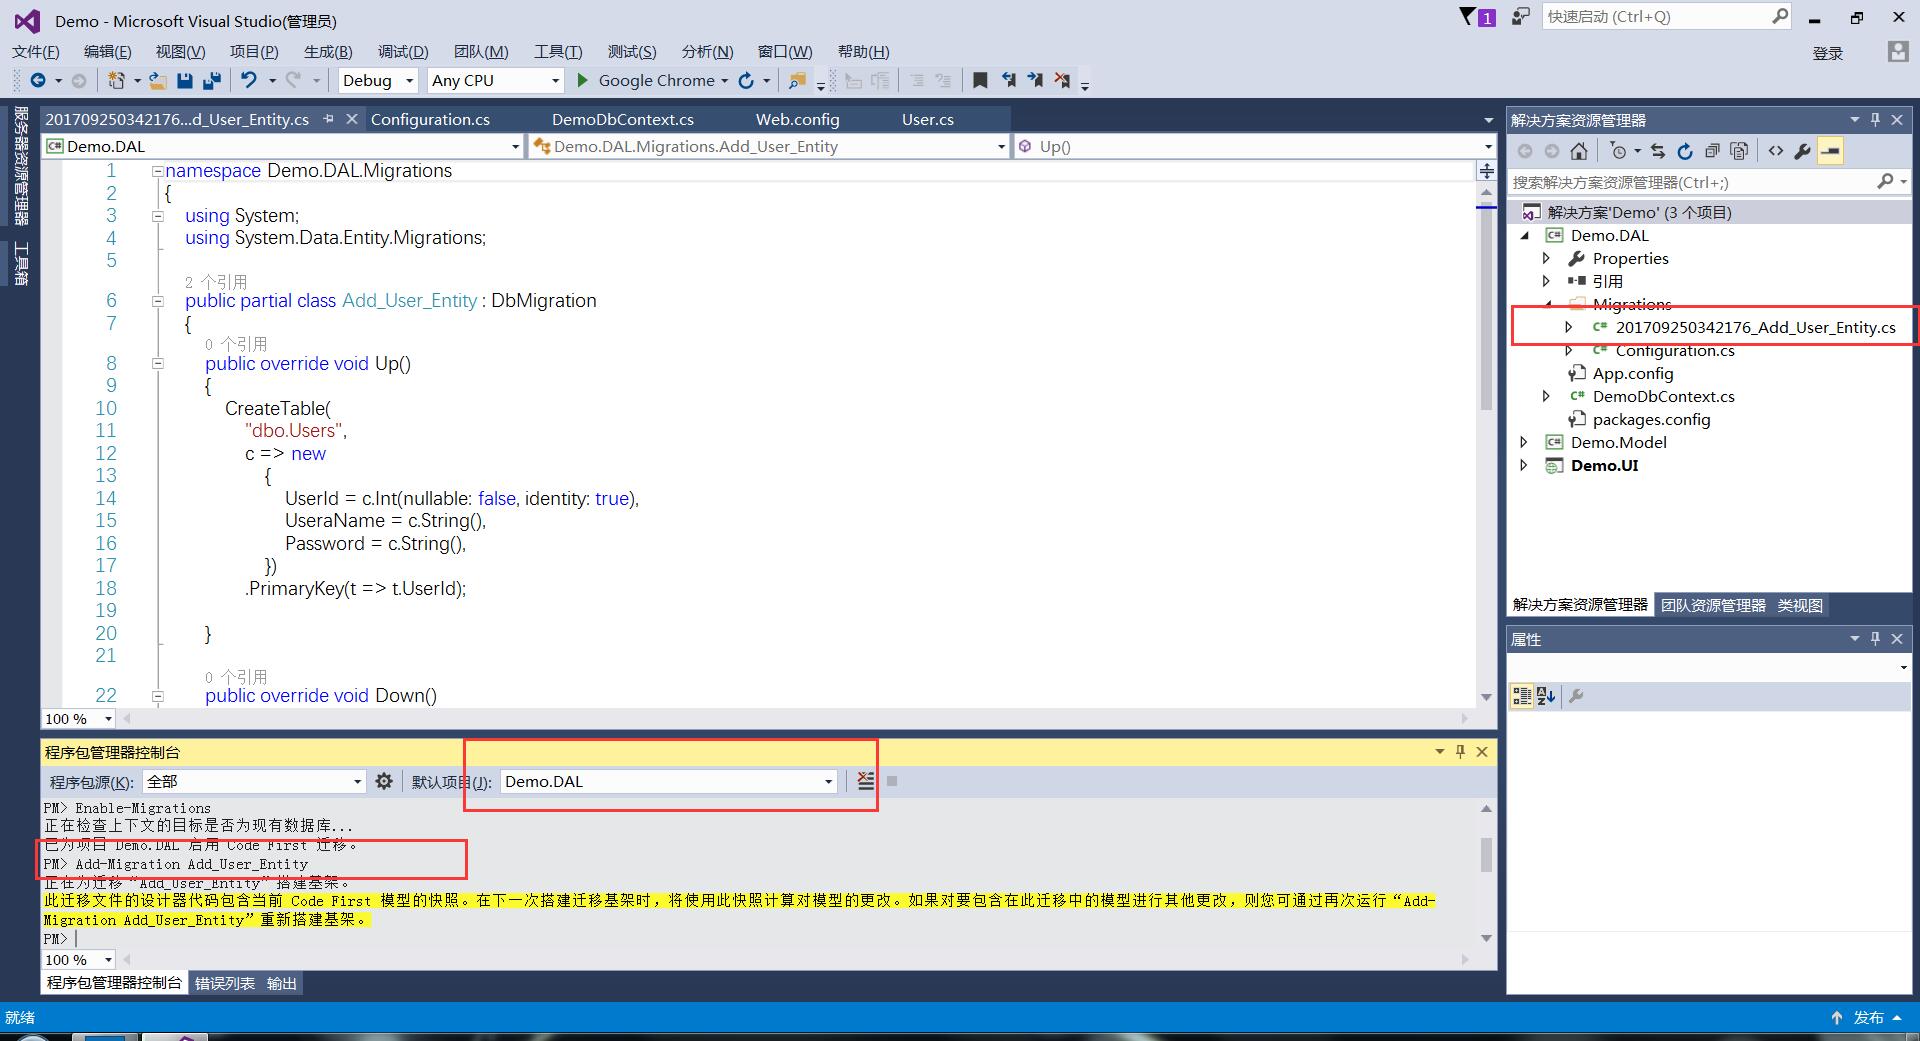 Demo - Microsoft Visual Studio(管理员)
1
快速启动 (Ctrl+Q)
文件(F) 编辑(E) 视图(V) 项目(P) 生成(B) 调试(D) 团队(M) 工具(T) 测试(S) 分析(N) 窗口(W) 帮助(H)
登录
Debug Any CPU Google Chrome
服务器资源管理器
工具箱
201709250342176...d_User_Entity.cs Configuration.cs DemoDbContext.cs Web.config User.cs
Demo.DAL Demo.DAL.Migrations.Add_User_Entity Up()
1 namespace Demo.DAL.Migrations
2 {
3 using System;
4 using System.Data.Entity.Migrations;
5
2 个引用
6 public partial class Add_User_Entity : DbMigration
7 {
0 个引用
8 public override void Up()
9 {
10 CreateTable(
11 "dbo.Users",
12 c => new
13 {
14 UserId = c.Int(nullable: false, identity: true),
15 UseraName = c.String(),
16 Password = c.String(),
17 })
18 .PrimaryKey(t => t.UserId);
19
20 }
21
0 个引用
22 public override void Down()
100 %
程序包管理器控制台
程序包源(K): 全部 默认项目(J): Demo.DAL
PM> Enable-Migrations
正在检查上下文的目标是否为现有数据库...
已为项目 Demo.DAL 启用 Code First 迁移。
PM> Add-Migration Add_User_Entity
正在为迁移“Add_User_Entity”搭建基架。
此迁移文件的设计器代码包含当前 Code First 模型的快照。在下一次搭建迁移基架时，将使用此快照计算对模型的更改。如果对要包含在此迁移中的模型进行其他更改，则您可通过再次运行“Add-
Migration Add_User_Entity”重新搭建基架。
PM>
100 %
程序包管理器控制台 错误列表 输出
解决方案资源管理器
搜索解决方案资源管理器(Ctrl+;)
解决方案'Demo' (3 个项目)
Demo.DAL
Properties
引用
Migrations
201709250342176_Add_User_Entity.cs
Configuration.cs
App.config
DemoDbContext.cs
packages.config
Demo.Model
Demo.UI
解决方案资源管理器 团队资源管理器 类视图
属性
就绪
发布